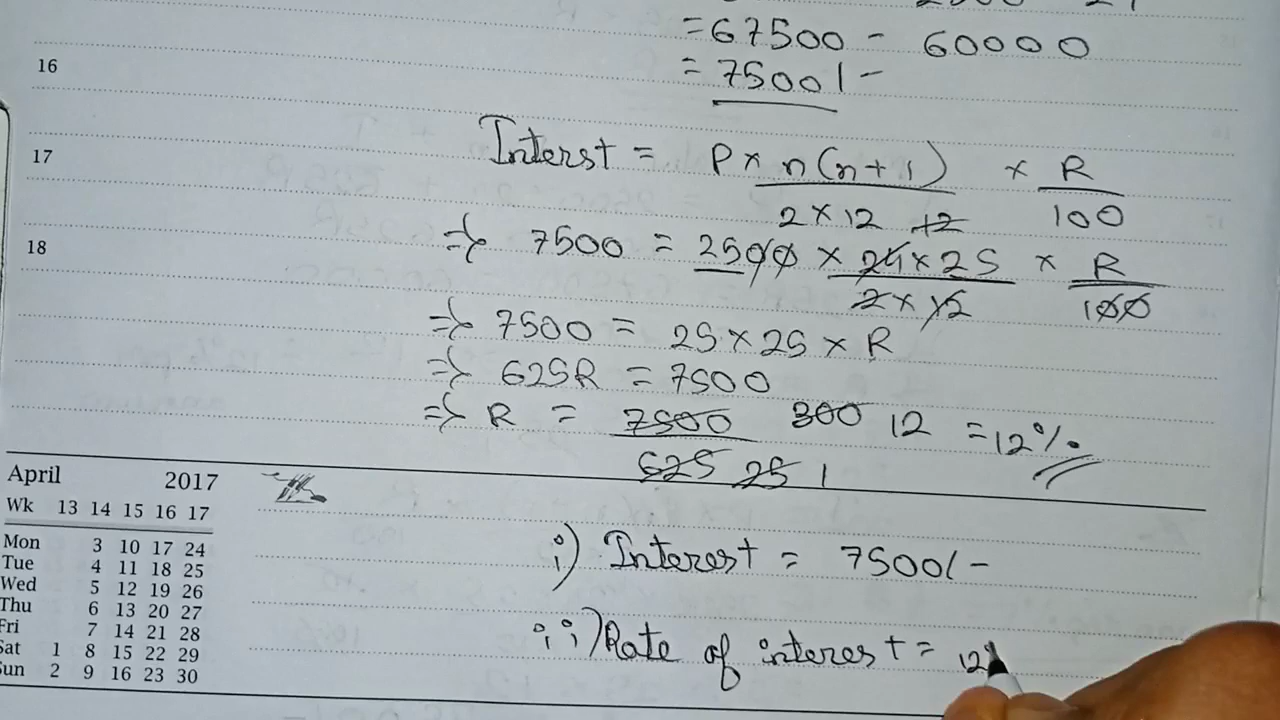 =67500 - 60000
16
= 7500/-
17
Interst = P x n(n+1) x R
2 x 12 100
18
=> 7500 = 2500 x 24 x 25 x R
2 x 12 100
=> 7500 = 25 x 25 x R
=> 625R = 7500
=> R = 7500 300 12 = 12%
625 25 1
April 2017
Wk 13 14 15 16 17
Mon 3 10 17 24
Tue 4 11 18 25
Wed 5 12 19 26
Thu 6 13 20 27
Fri 7 14 21 28
Sat 1 8 15 22 29
Sun 2 9 16 23 30
i) Interest = 7500/-
ii) Rate of interest = 12